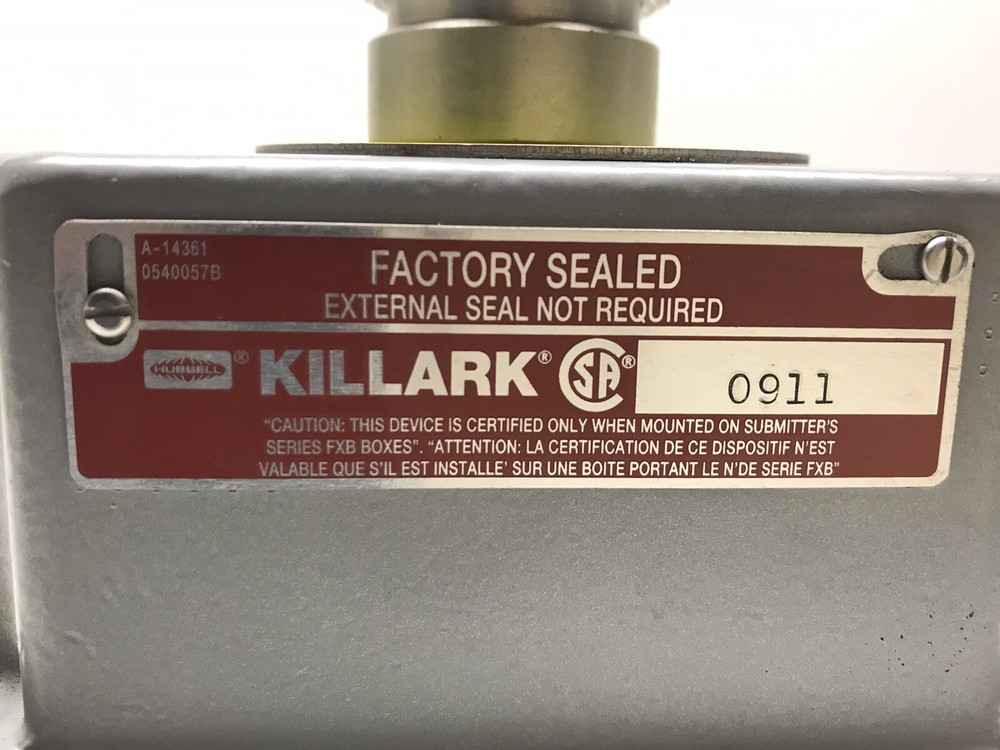 A-14361
0540057B
FACTORY SEALED
EXTERNAL SEAL NOT REQUIRED
HUBBELL ® KILLARK® SA ® 0911
"CAUTION: THIS DEVICE IS CERTIFIED ONLY WHEN MOUNTED ON SUBMITTER'S
SERIES FXB BOXES". "ATTENTION: LA CERTIFICATION DE CE DISPOSITIF N'EST
VALABLE QUE S'IL EST INSTALLE' SUR UNE BOITE PORTANT LE N'DE SERIE FXB"